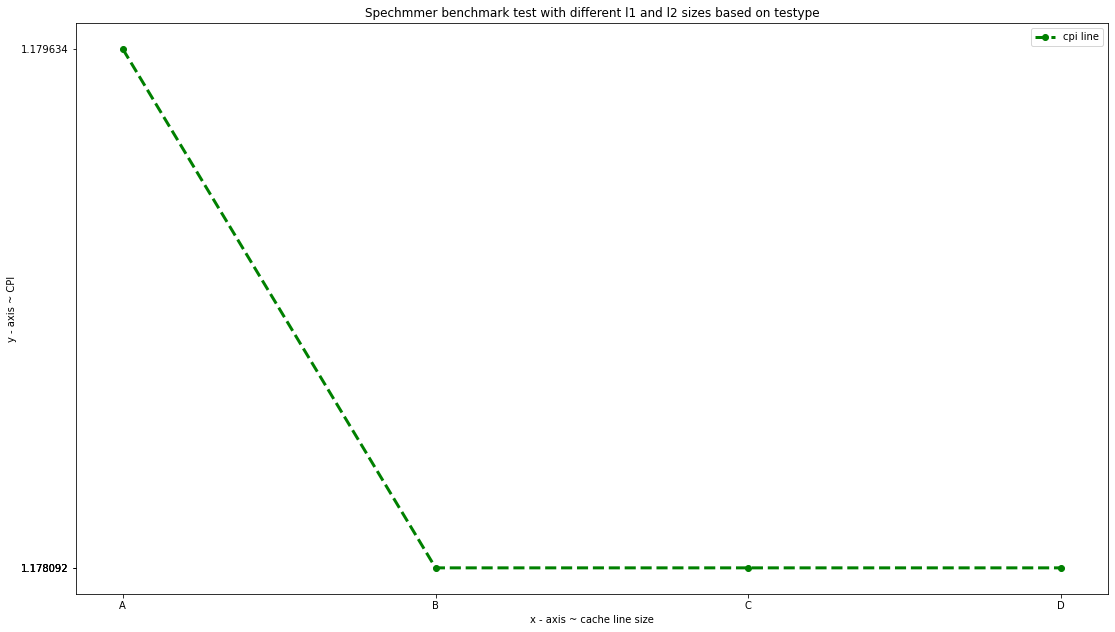 Spechmmer benchmark test with different l1 and l2 sizes based on testype
cpi line
1.179634
y - axis ~ CPI
1.178092
A B C D
x - axis ~ cache line size